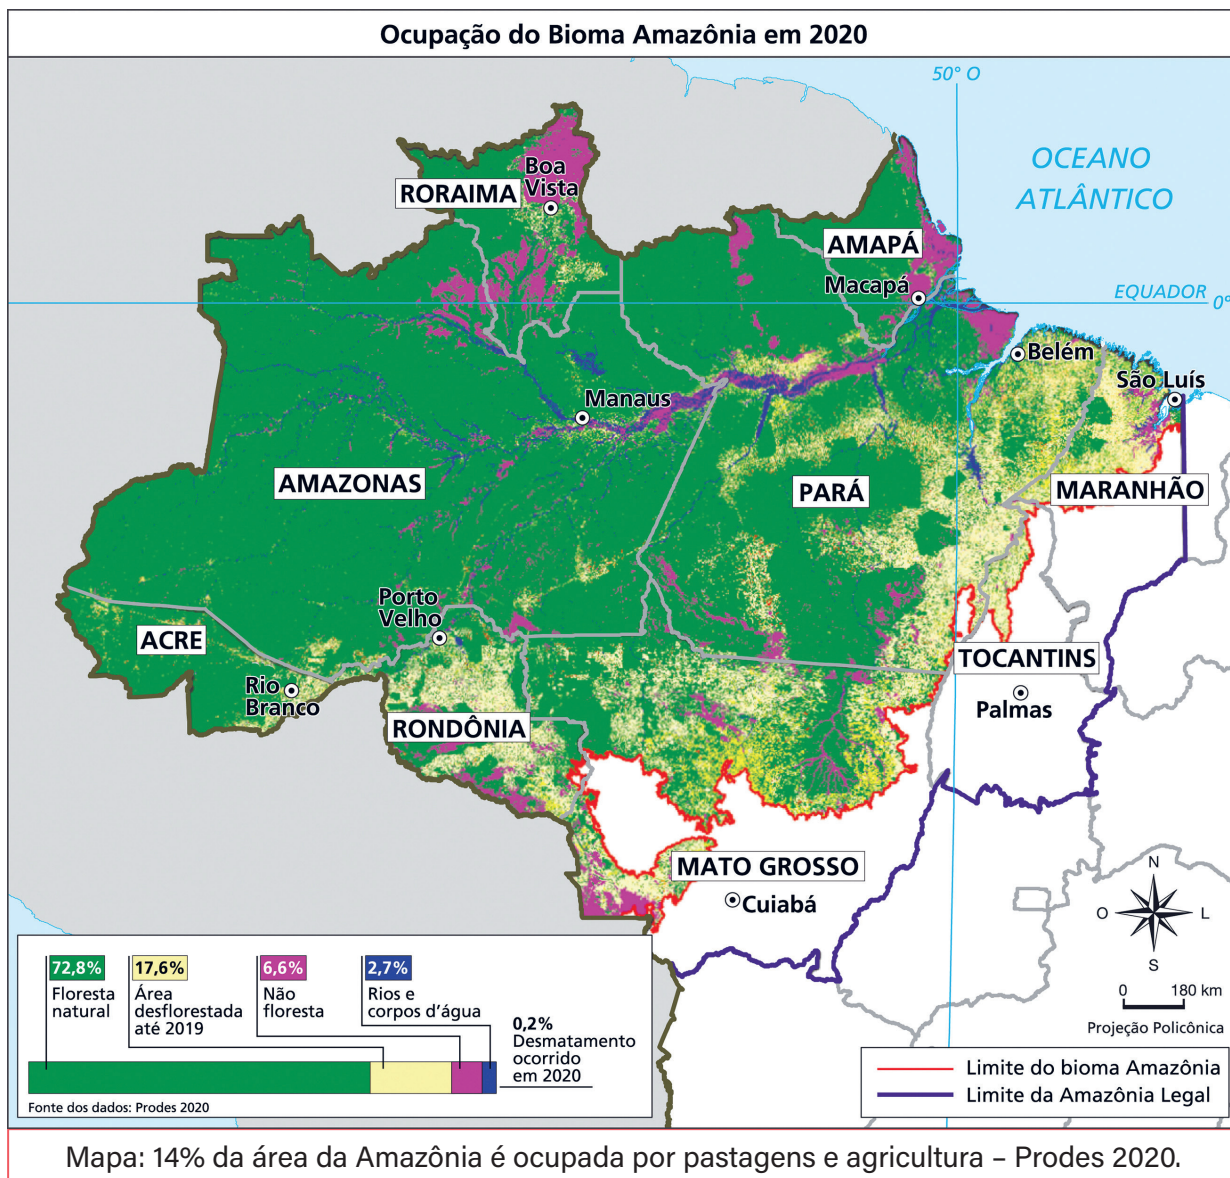 Ocupação do Bioma Amazônia em 2020
50° O
OCEANO
ATLÂNTICO
Boa
Vista
RORAIMA
AMAPÁ
Macapá
EQUADOR
0°
Belém
São Luís
Manaus
AMAZONAS
PARÁ
MARANHÃO
Porto
Velho
ACRE
TOCANTINS
Rio
Branco
Palmas
RONDÔNIA
MATO GROSSO
Cuiabá
N
O
L
S
0 180 km
Projeção Policônica
72,8%
Floresta
natural
17,6%
Área
desflorestada
até 2019
6,6%
Não
floresta
2,7%
Rios e
corpos d’água
0,2%
Desmatamento
ocorrido
em 2020
Fonte dos dados: Prodes 2020
Limite do bioma Amazônia
Limite da Amazônia Legal
Mapa: 14% da área da Amazônia é ocupada por pastagens e agricultura – Prodes 2020.